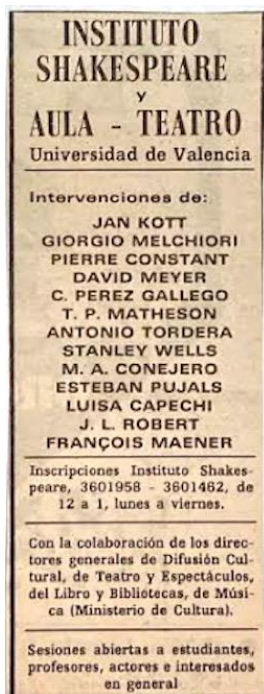 INSTITUTO
SHAKESPEARE
y
AULA - TEATRO
Universidad de Valencia
Intervenciones de:
JAN KOTT
GIORGIO MELCHIORI
PIERRE CONSTANT
DAVID MEYER
C. PEREZ GALLEGO
T. P. MATHESON
ANTONIO TORDERA
STANLEY WELLS
M. A. CONEJERO
ESTEBAN PUJALS
LUISA CAPECHI
J. L. ROBERT
FRANÇOIS MAENER
Inscripciones Instituto Shakes-
peare, 3601958 - 3601462, de
12 a 1, lunes a viernes.
Con la colaboración de los direc-
tores generales de Difusión Cul-
tural, de Teatro y Espectáculos,
del Libro y Bibliotecas, de Músi-
ca (Ministerio de Cultura).
Sesiones abiertas a estudiantes,
profesores, actores e interesados
en general